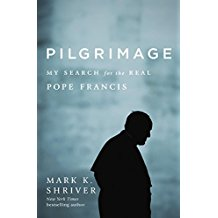 PILGRIMAGE
MY SEARCH for the REAL
POPE FRANCIS
MARK K.
SHRIVER
New York Times
bestselling author